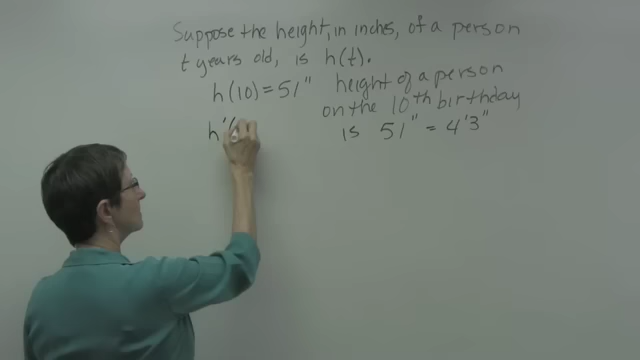 Suppose the height, in inches, of a person
t years old, is h(t).
h(10) = 51" height of a person
on the 10th birthday
h'( is 51" = 4'3"